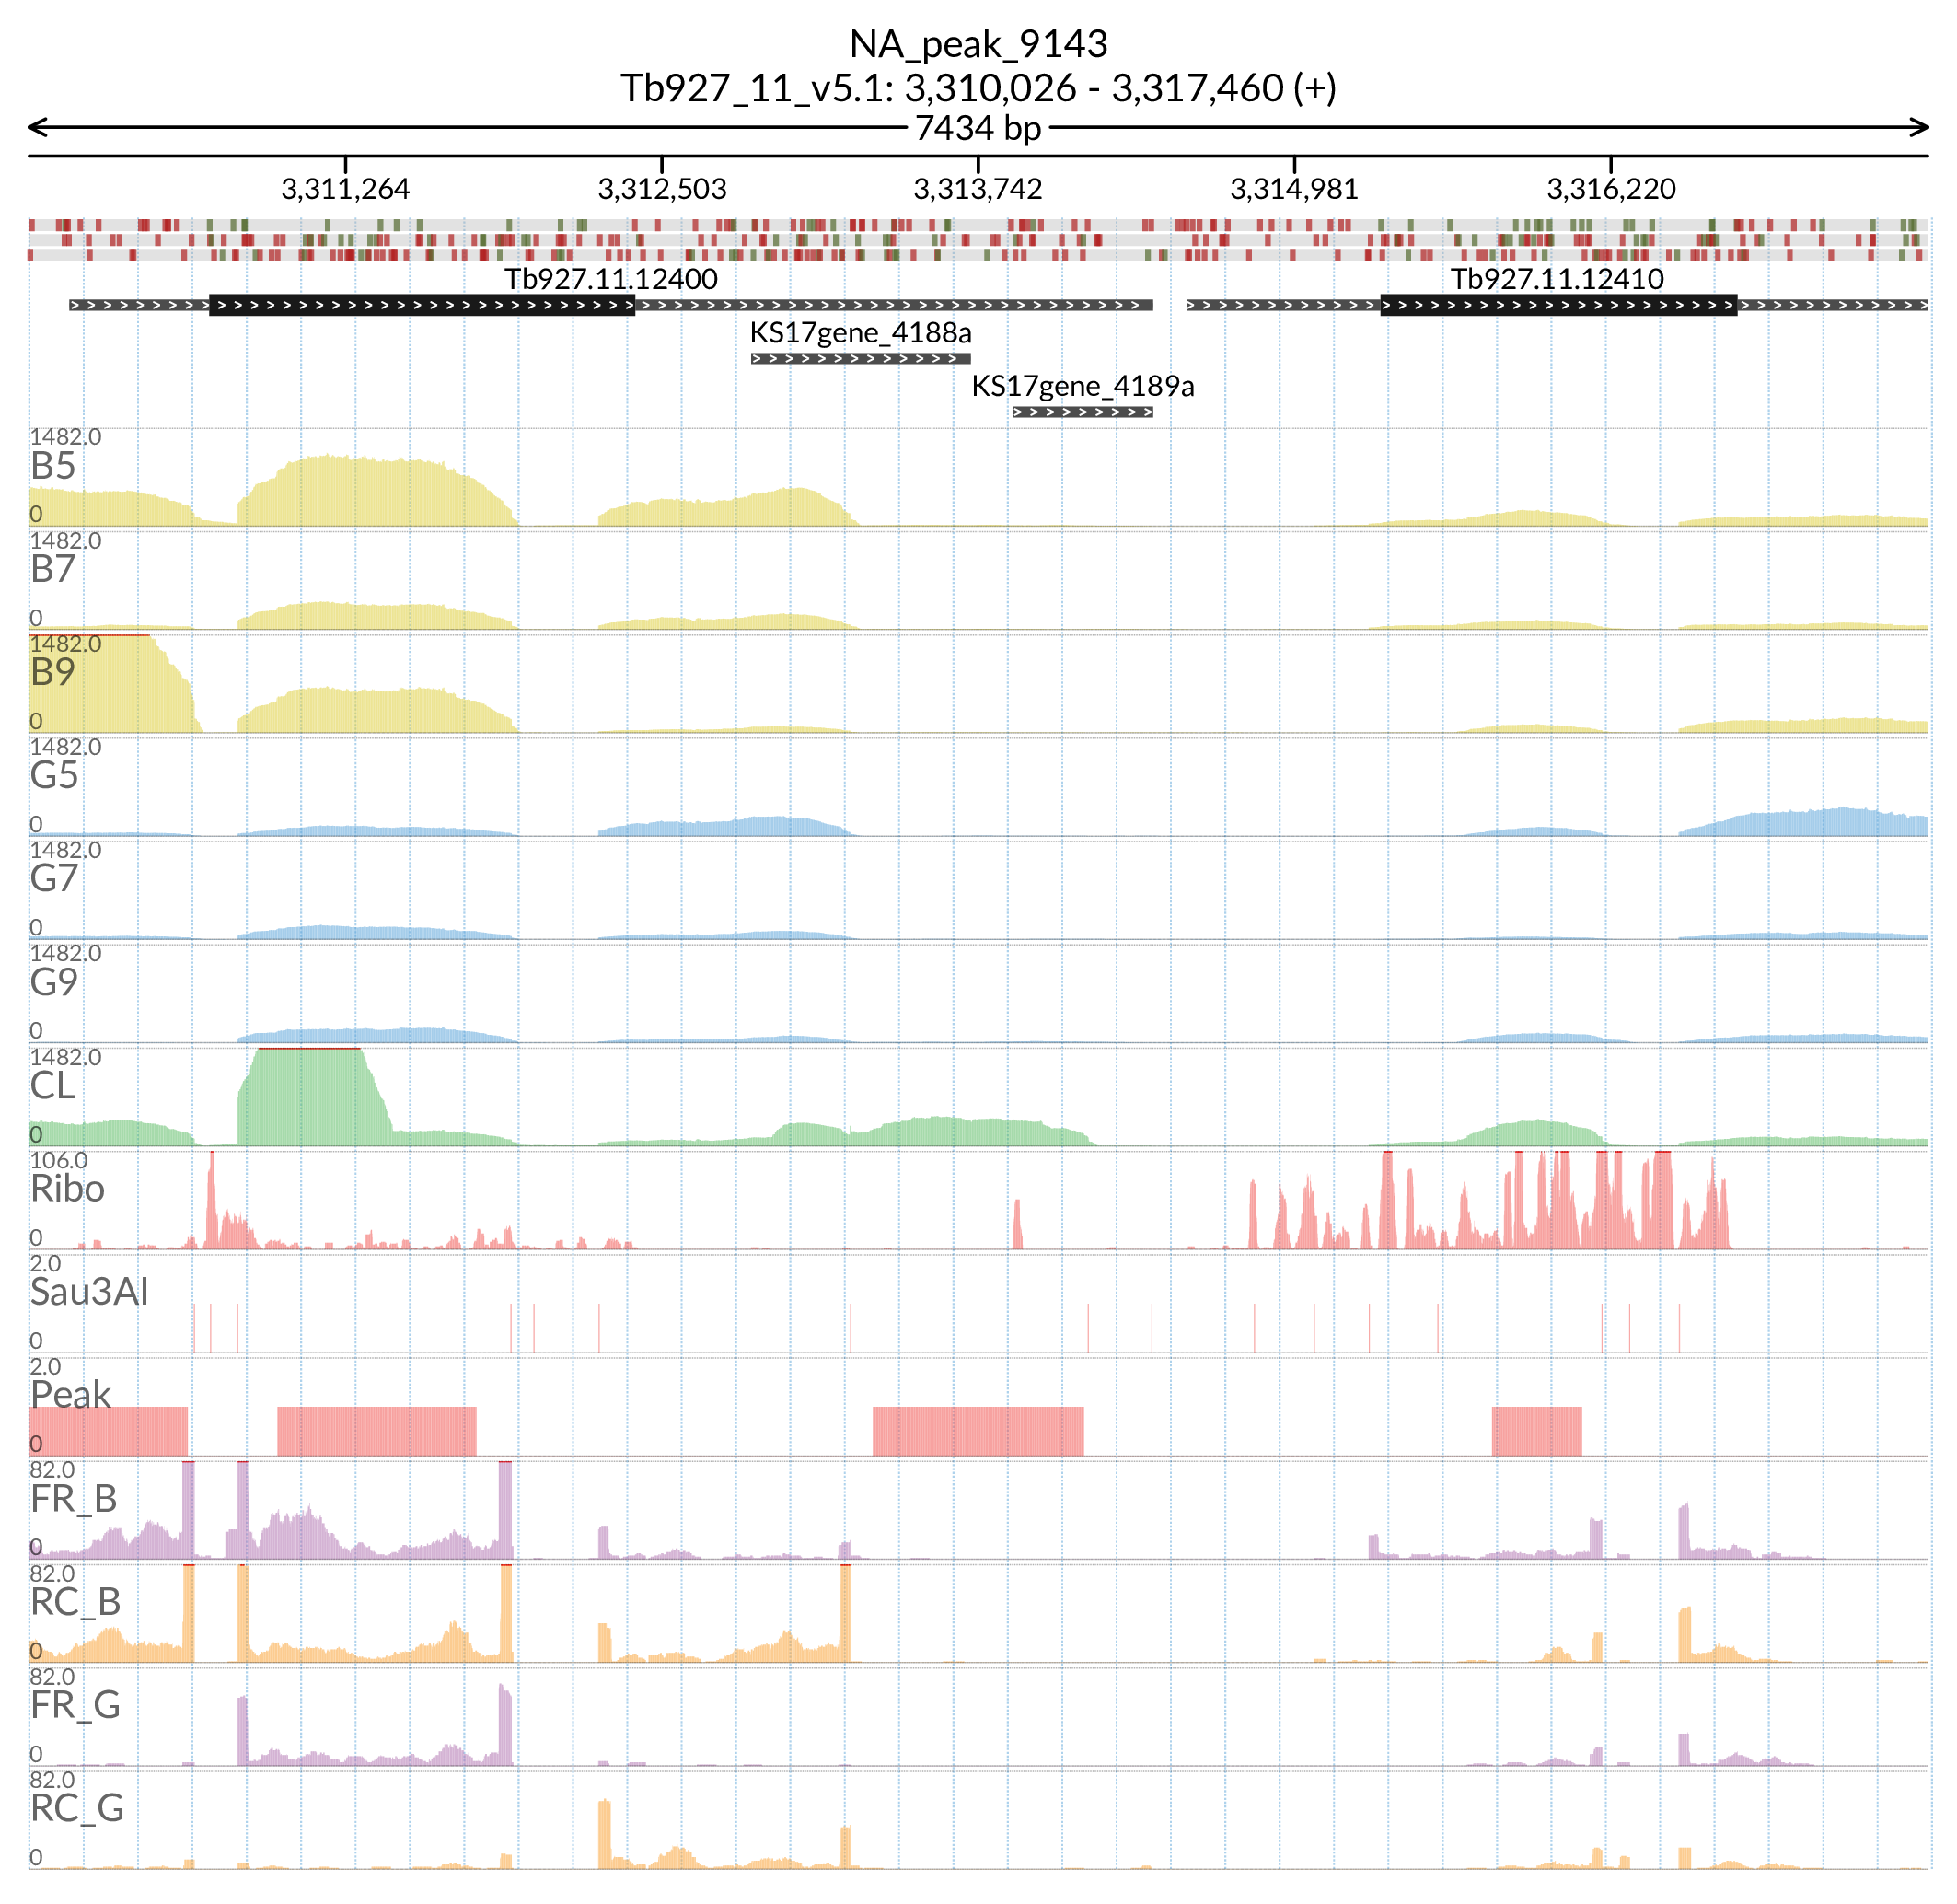 NA_peak_9143
Tb927_11_v5.1: 3,310,026 - 3,317,460 (+)
7434 bp
3,311,264 3,312,503 3,313,742 3,314,981 3,316,220
Tb927.11.12400 Tb927.11.12410
KS17gene_4188a
KS17gene_4189a
1482.0
B5
0
1482.0
B7
0
1482.0
B9
0
1482.0
G5
0
1482.0
G7
0
1482.0
G9
0
1482.0
CL
0
106.0
Ribo
0
2.0
Sau3AI
0
2.0
Peak
0
82.0
FR_B
0
82.0
RC_B
0
82.0
FR_G
0
82.0
RC_G
0